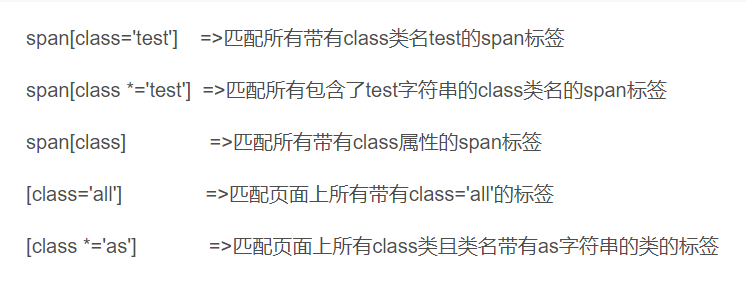 span[class='test'] =>匹配所有带有class类名test的span标签
span[class *='test'] =>匹配所有包含了test字符串的class类名的span标签
span[class] =>匹配所有带有class属性的span标签
[class='all'] =>匹配页面上所有带有class='all'的标签
[class *='as'] =>匹配页面上所有class类且类名带有as字符串的类的标签